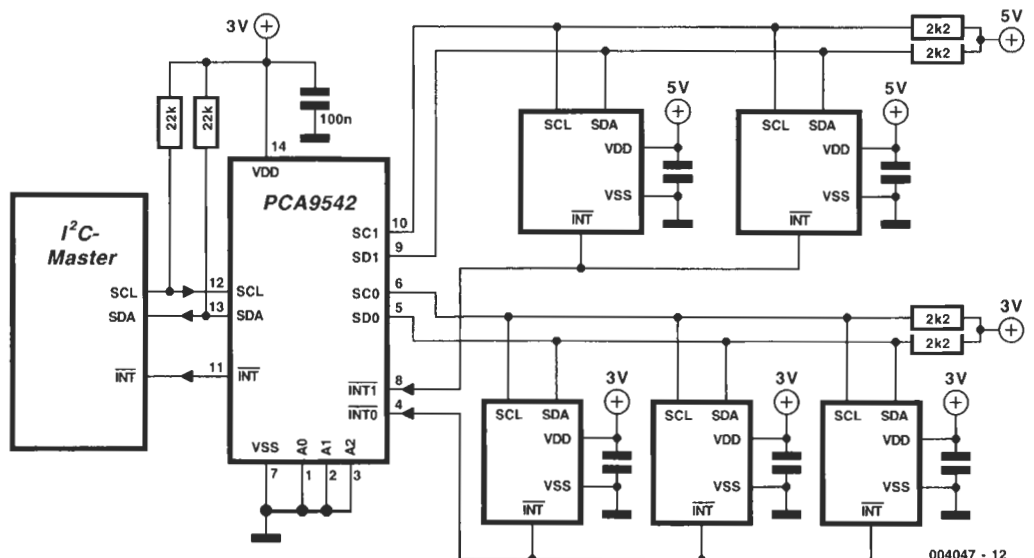 3V
5V
2k2
2k2
22k
22k
100n
14
VDD
PCA9542
I²C-
Master
SCL
SDA
INT
12
13
11
SCL
SDA
INT
SC1
10
SD1
9
SC0
6
SD0
5
INT1
8
INT0
4
VSS
A0
A1
A2
7
1
2
3
5V
SCL
SDA
VDD
VSS
INT
5V
SCL
SDA
VDD
VSS
INT
2k2
2k2
3V
3V
SCL
SDA
VDD
VSS
INT
3V
SCL
SDA
VDD
VSS
INT
3V
SCL
SDA
VDD
VSS
INT
004047 - 12